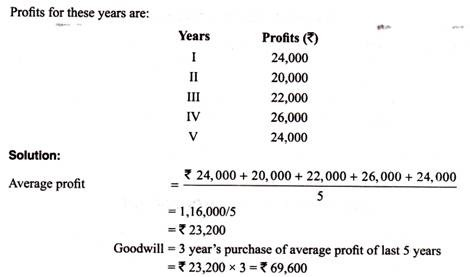 Profits for these years are:
Years Profits (₹)
I 24,000
II 20,000
III 22,000
IV 26,000
V 24,000
Solution:
Average profit = ₹ 24,000 + 20,000 + 22,000 + 26,000 + 24,000
5
= 1,16,000/5
= ₹ 23,200
Goodwill = 3 year's purchase of average profit of last 5 years
= ₹ 23,200 × 3 = ₹ 69,600